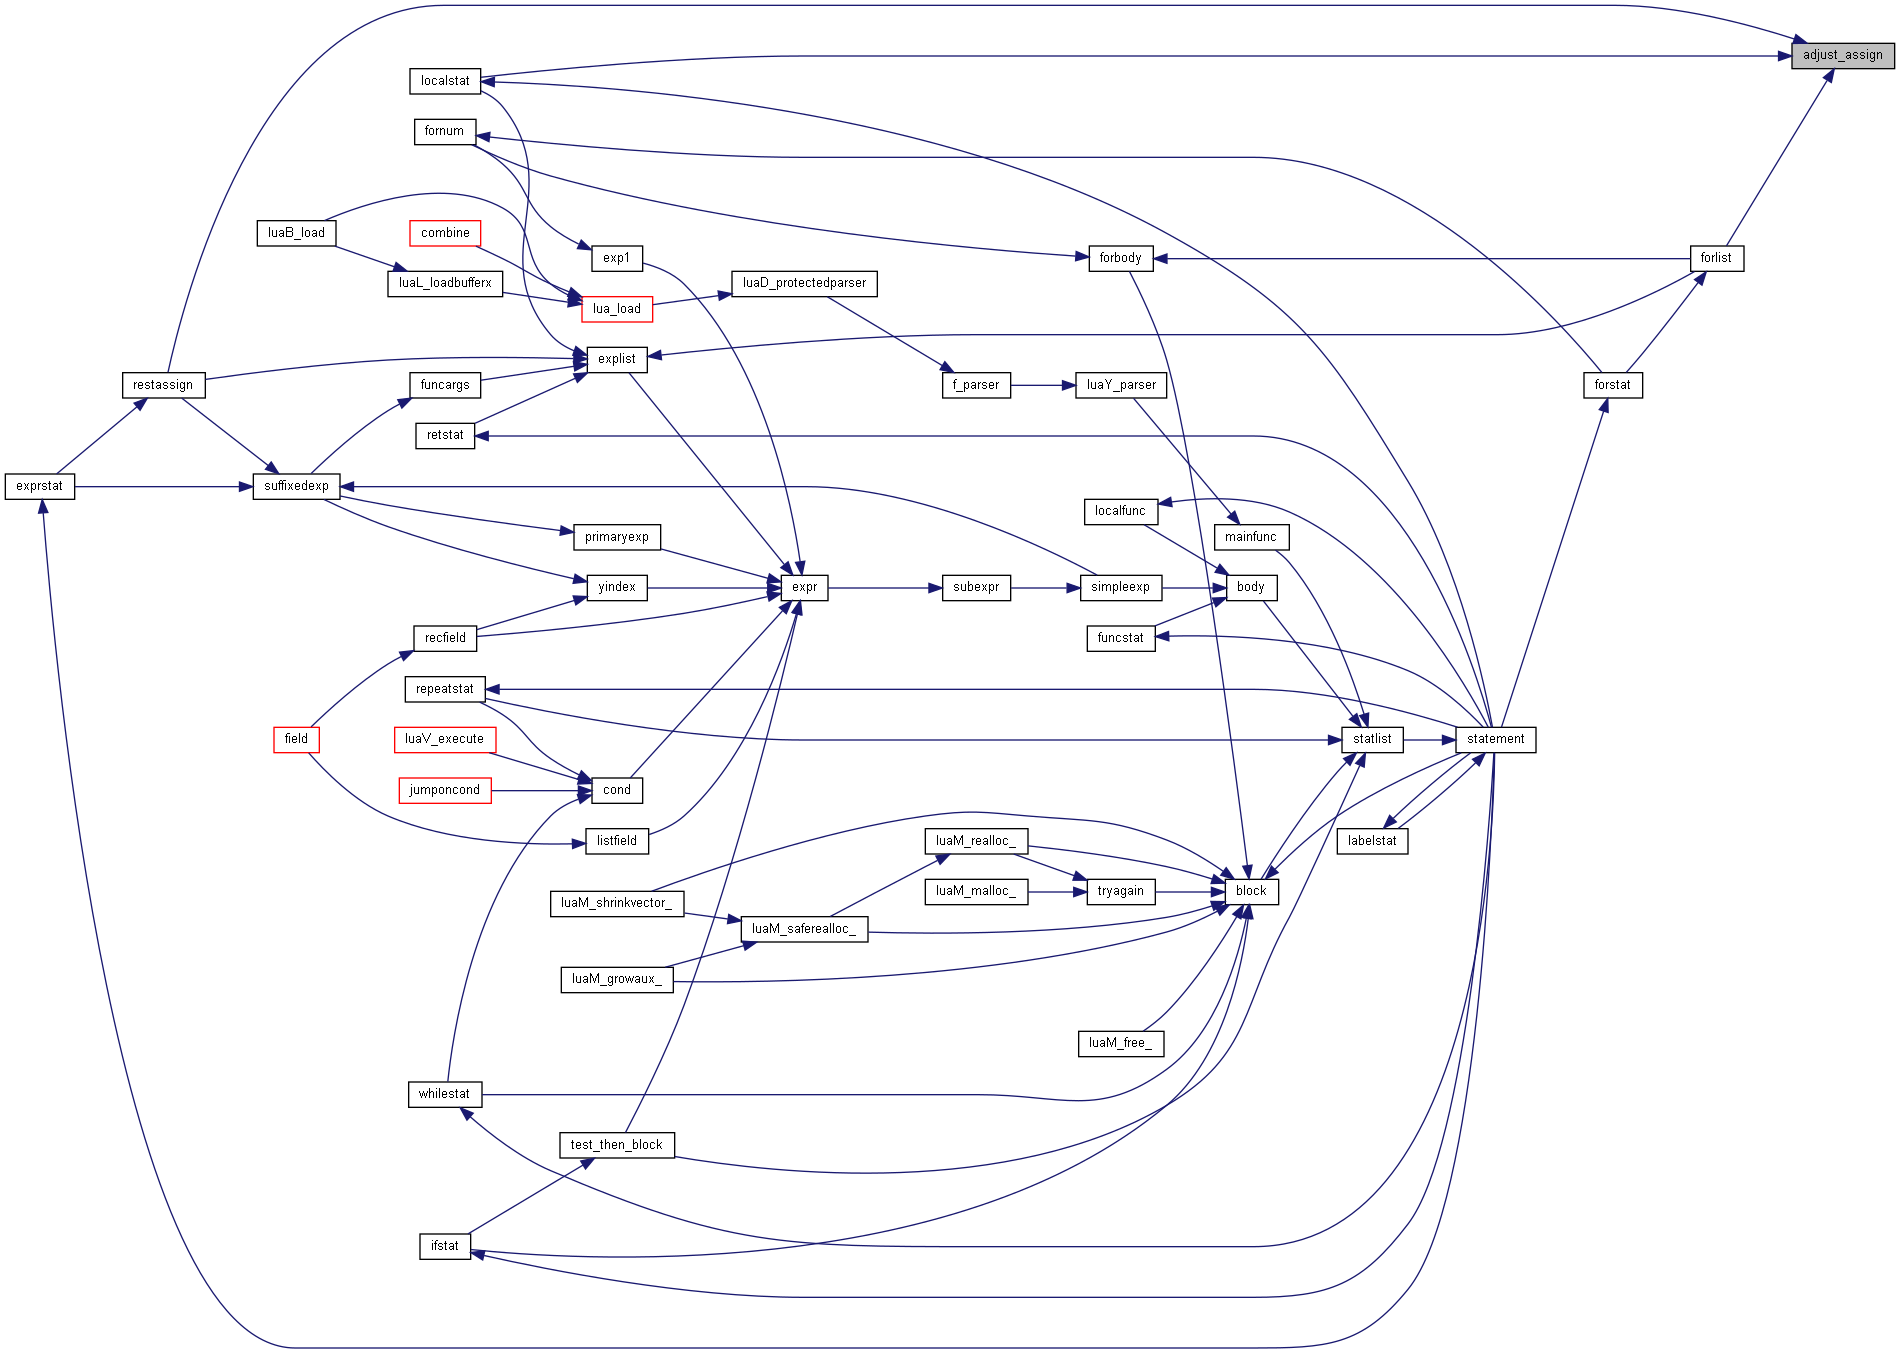 adjust_assign
localstat
fornum
luaB_load
combine
exp1
forbody
forlist
luaL_loadbufferx
luaD_protectedparser
lua_load
explist
restassign
funcargs
f_parser
luaY_parser
forstat
retstat
exprstat
suffixedexp
localfunc
primaryexp
mainfunc
yindex
expr
subexpr
simpleexp
body
recfield
funcstat
repeatstat
field
luaV_execute
statlist
statement
jumponcond
cond
listfield
luaM_realloc_
labelstat
luaM_shrinkvector_
luaM_malloc_
tryagain
block
luaM_saferealloc_
luaM_growaux_
luaM_free_
whilestat
test_then_block
ifstat